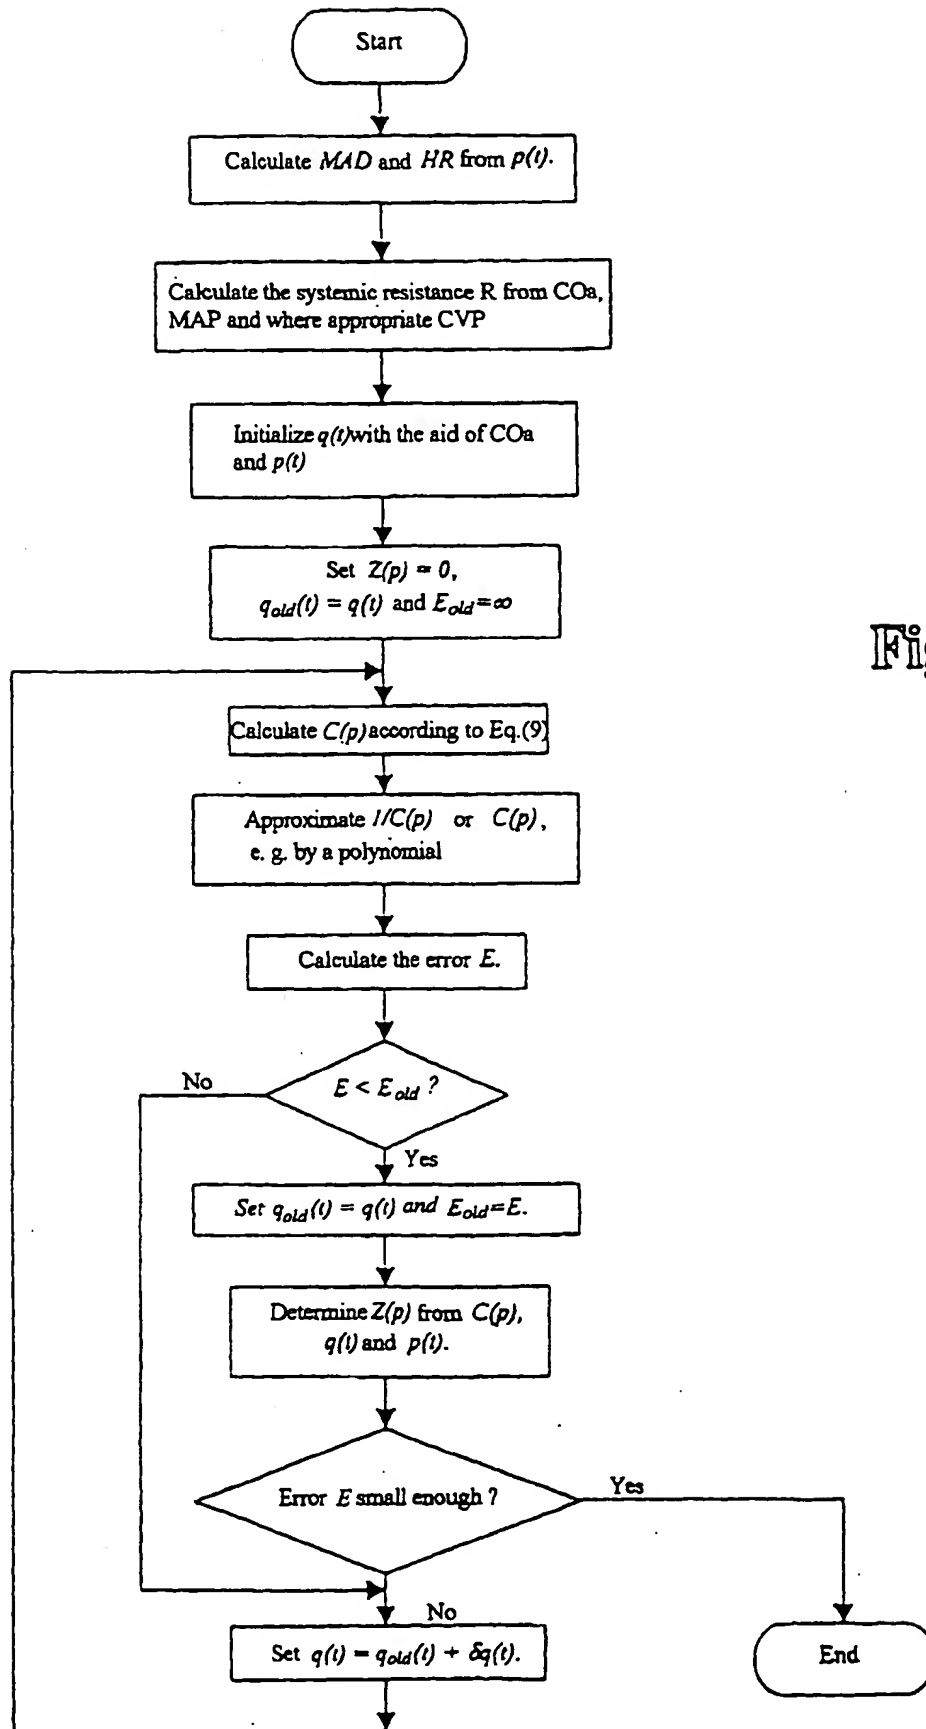 Start
Calculate MAD and HR from p(t).
Calculate the systemic resistance R from COa,
MAP and where appropriate CVP
Initialize q(t) with the aid of COa
and p(t)
Set Z(p) = 0,
q_old(t) = q(t) and E_old=∞
Fig
Calculate C(p) according to Eq.(9)
Approximate 1/C(p) or C(p),
e. g. by a polynomial
Calculate the error E.
E < E_old ?
No
Yes
Set q_old(t) = q(t) and E_old=E.
Determine Z(p) from C(p),
q(t) and p(t).
Error E small enough ?
Yes
No
Set q(t) = q_old(t) + δq(t).
End